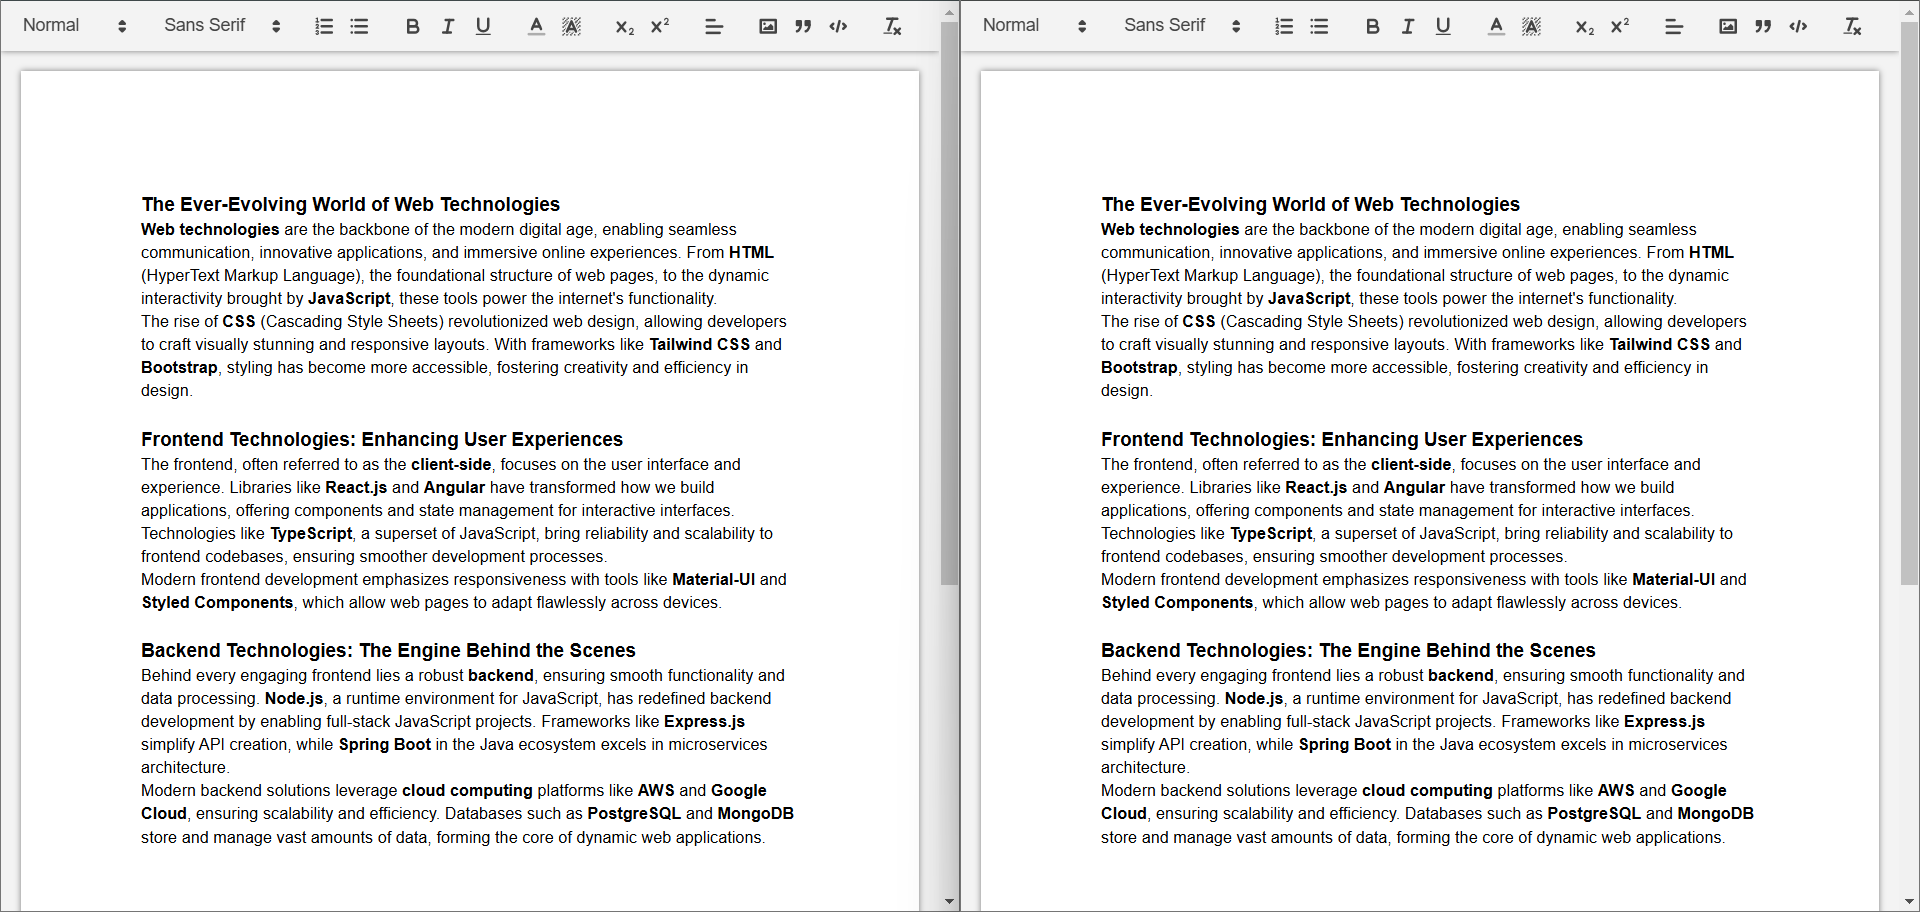 Normal Sans Serif
The Ever-Evolving World of Web Technologies
Web technologies are the backbone of the modern digital age, enabling seamless
communication, innovative applications, and immersive online experiences. From HTML
(HyperText Markup Language), the foundational structure of web pages, to the dynamic
interactivity brought by JavaScript, these tools power the internet's functionality.
The rise of CSS (Cascading Style Sheets) revolutionized web design, allowing developers
to craft visually stunning and responsive layouts. With frameworks like Tailwind CSS and
Bootstrap, styling has become more accessible, fostering creativity and efficiency in
design.
Frontend Technologies: Enhancing User Experiences
The frontend, often referred to as the client-side, focuses on the user interface and
experience. Libraries like React.js and Angular have transformed how we build
applications, offering components and state management for interactive interfaces.
Technologies like TypeScript, a superset of JavaScript, bring reliability and scalability to
frontend codebases, ensuring smoother development processes.
Modern frontend development emphasizes responsiveness with tools like Material-UI and
Styled Components, which allow web pages to adapt flawlessly across devices.
Backend Technologies: The Engine Behind the Scenes
Behind every engaging frontend lies a robust backend, ensuring smooth functionality and
data processing. Node.js, a runtime environment for JavaScript, has redefined backend
development by enabling full-stack JavaScript projects. Frameworks like Express.js
simplify API creation, while Spring Boot in the Java ecosystem excels in microservices
architecture.
Modern backend solutions leverage cloud computing platforms like AWS and Google
Cloud, ensuring scalability and efficiency. Databases such as PostgreSQL and MongoDB
store and manage vast amounts of data, forming the core of dynamic web applications.
Normal Sans Serif
The Ever-Evolving World of Web Technologies
Web technologies are the backbone of the modern digital age, enabling seamless
communication, innovative applications, and immersive online experiences. From HTML
(HyperText Markup Language), the foundational structure of web pages, to the dynamic
interactivity brought by JavaScript, these tools power the internet's functionality.
The rise of CSS (Cascading Style Sheets) revolutionized web design, allowing developers
to craft visually stunning and responsive layouts. With frameworks like Tailwind CSS and
Bootstrap, styling has become more accessible, fostering creativity and efficiency in
design.
Frontend Technologies: Enhancing User Experiences
The frontend, often referred to as the client-side, focuses on the user interface and
experience. Libraries like React.js and Angular have transformed how we build
applications, offering components and state management for interactive interfaces.
Technologies like TypeScript, a superset of JavaScript, bring reliability and scalability to
frontend codebases, ensuring smoother development processes.
Modern frontend development emphasizes responsiveness with tools like Material-UI and
Styled Components, which allow web pages to adapt flawlessly across devices.
Backend Technologies: The Engine Behind the Scenes
Behind every engaging frontend lies a robust backend, ensuring smooth functionality and
data processing. Node.js, a runtime environment for JavaScript, has redefined backend
development by enabling full-stack JavaScript projects. Frameworks like Express.js
simplify API creation, while Spring Boot in the Java ecosystem excels in microservices
architecture.
Modern backend solutions leverage cloud computing platforms like AWS and Google
Cloud, ensuring scalability and efficiency. Databases such as PostgreSQL and MongoDB
store and manage vast amounts of data, forming the core of dynamic web applications.